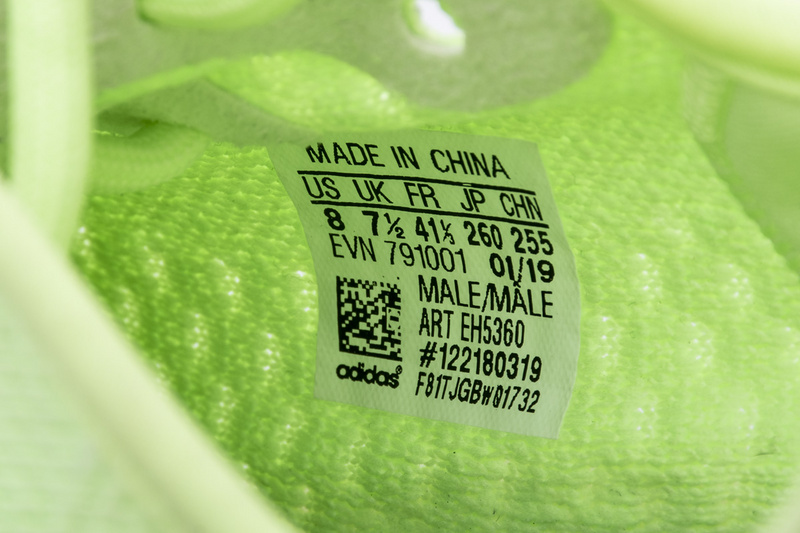 MADE IN CHINA
US UK FR JP CHN
8 7½ 41⅓ 260 255
EVN 791001 01/19
MALE/MÂLE
ART EH5360
#122180319
adidas®
F81TJGBW01732